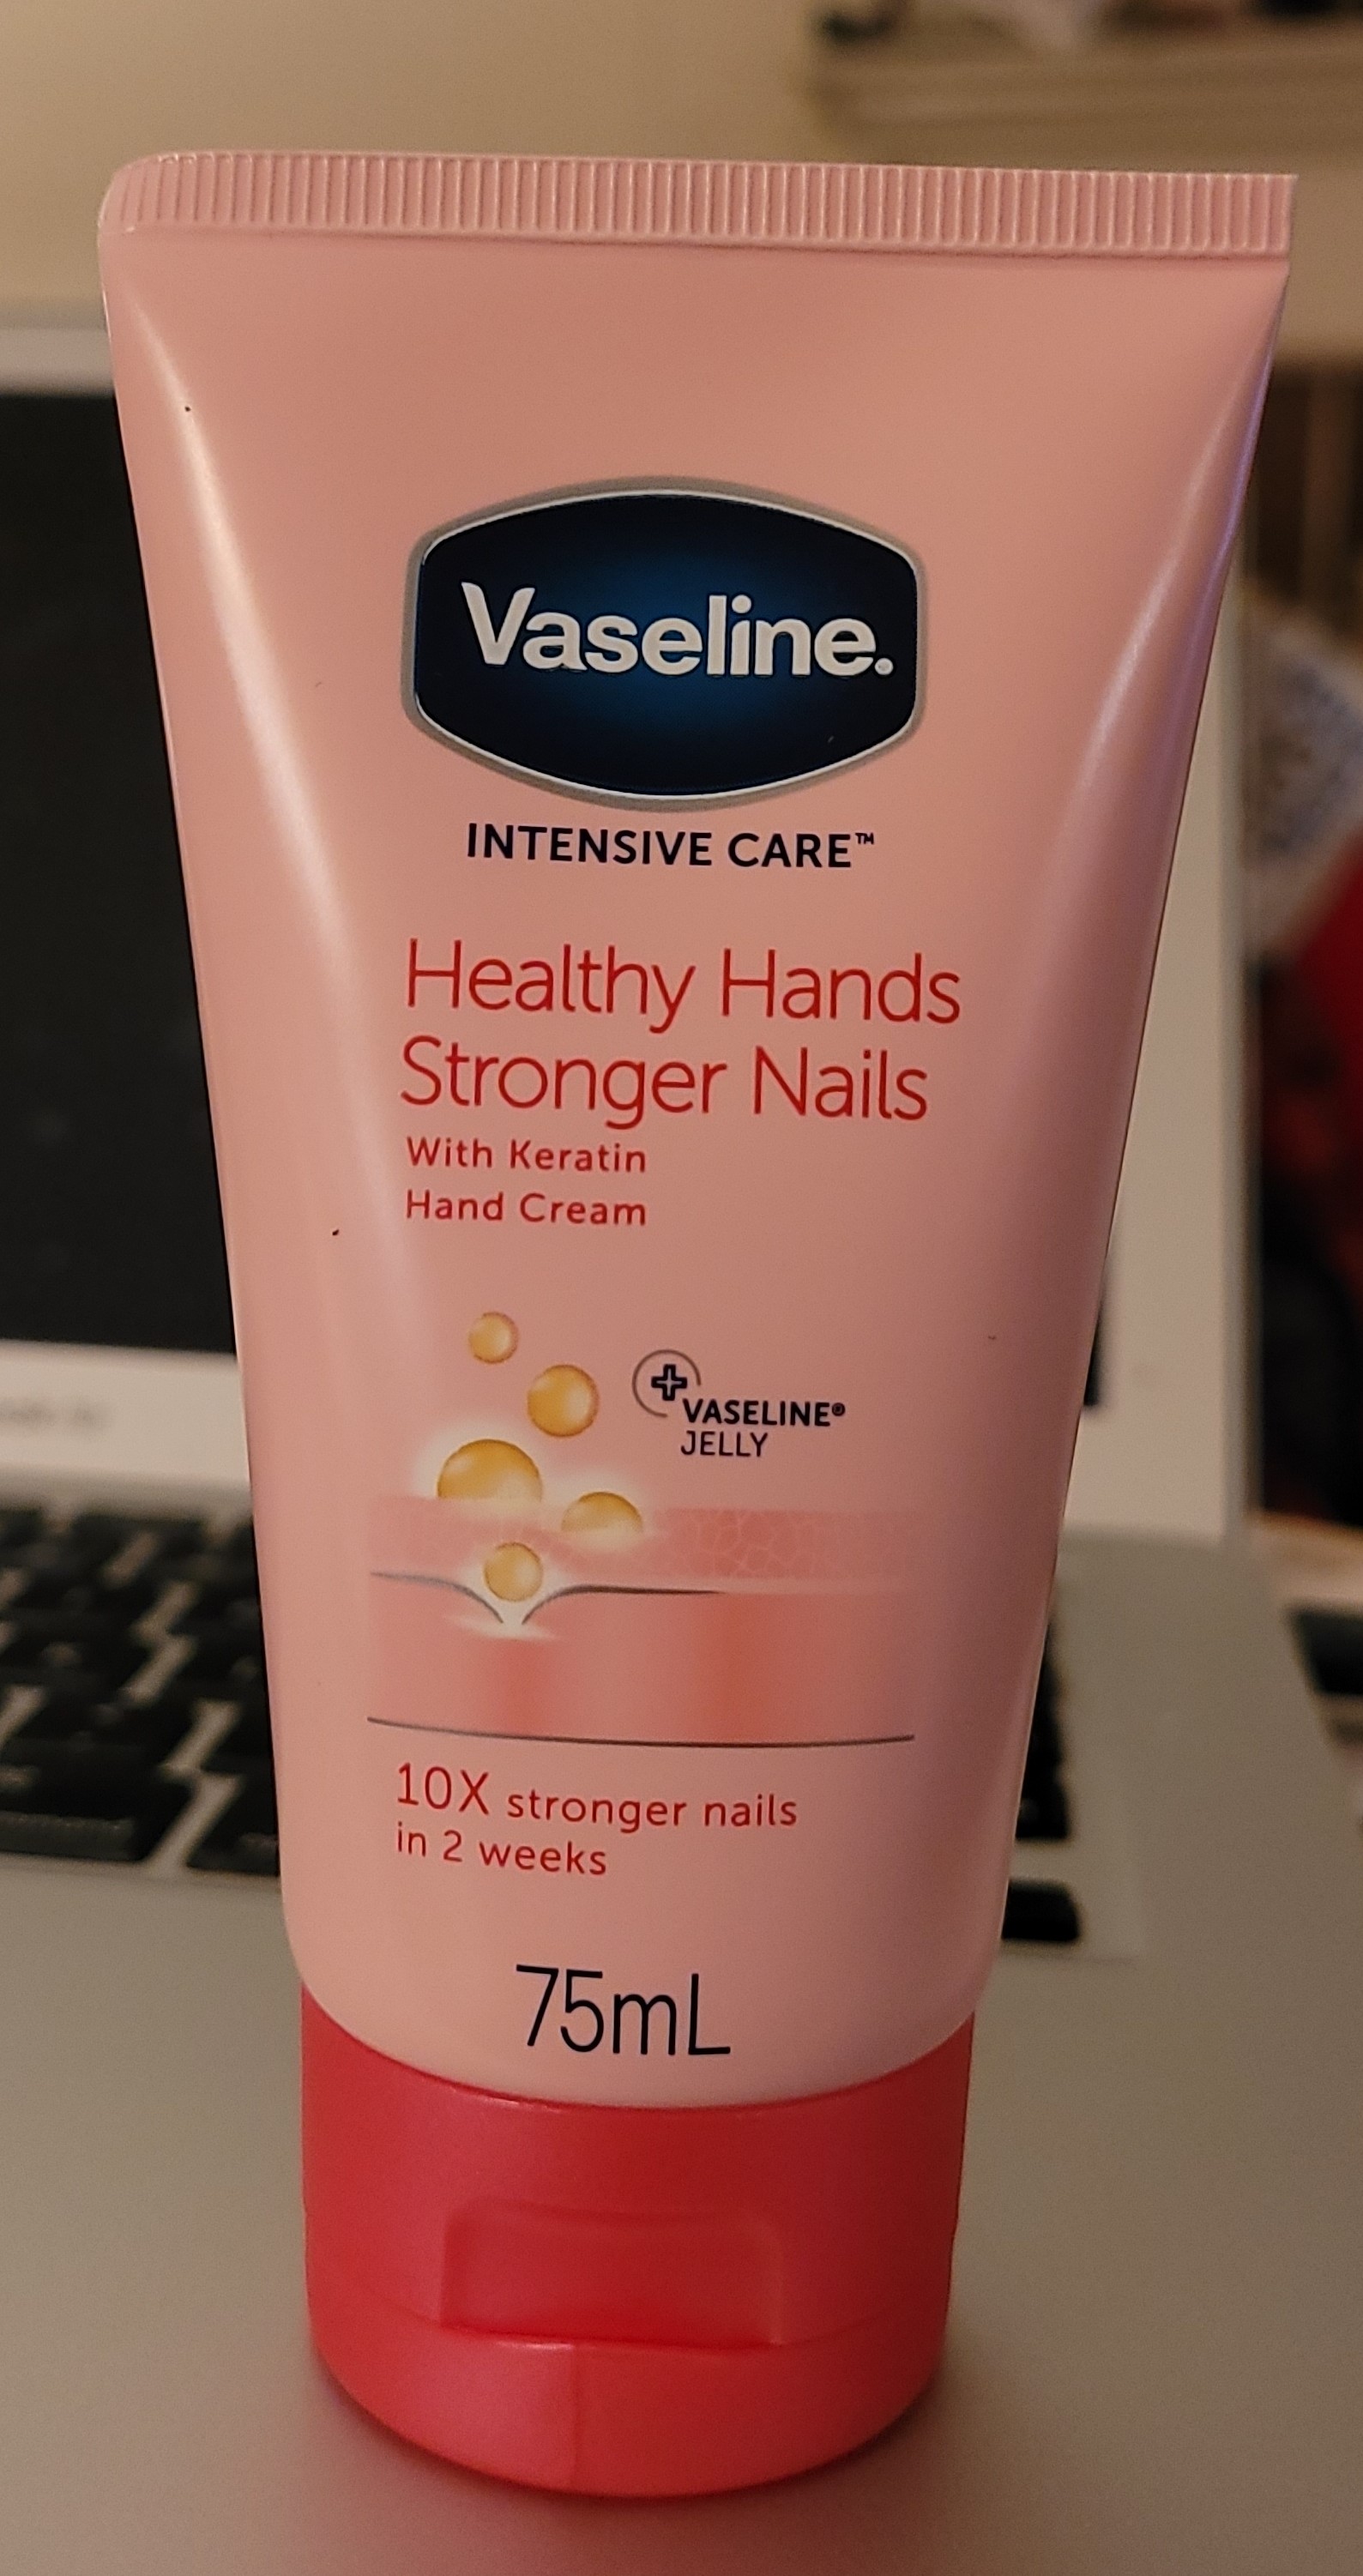 Vaseline.
INTENSIVE CARE™
Healthy Hands
Stronger Nails
With Keratin
Hand Cream
VASELINE®
JELLY
10X stronger nails
in 2 weeks
75mL